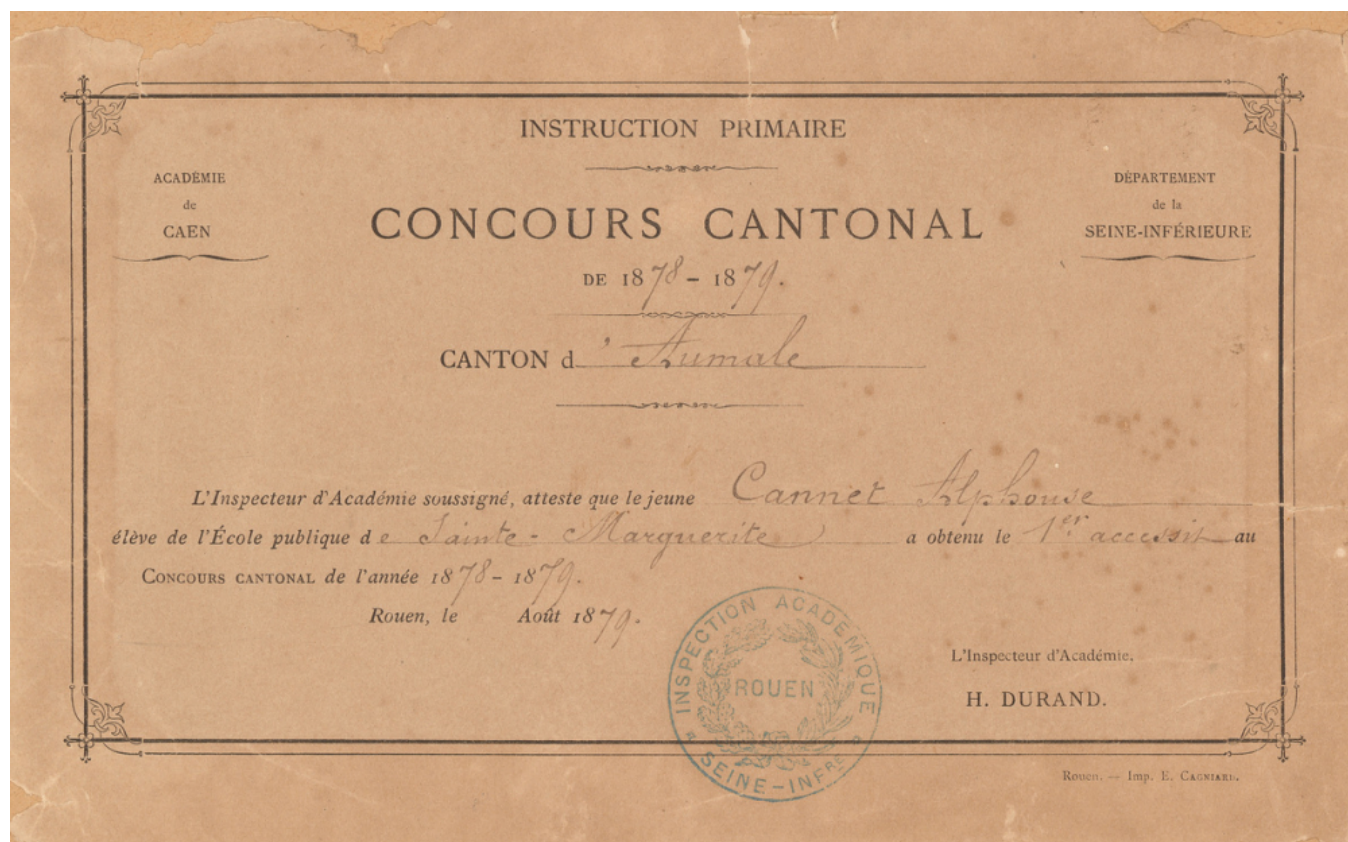 INSTRUCTION PRIMAIRE
ACADÉMIE
de
CAEN
DÉPARTEMENT
de la
SEINE-INFÉRIEURE
CONCOURS CANTONAL
DE 1878 - 1879.
CANTON d'Aumale
L'Inspecteur d'Académie soussigné, atteste que le jeune Cannet Alphonse
élève de l'École publique de Sainte-Marguerite a obtenu le 1er accessit au
CONCOURS CANTONAL de l'année 1878 - 1879.
Rouen, le Août 1879.
INSPECTION ACADÉMIQUE
ROUEN
SEINE-INFRE
L'Inspecteur d'Académie,
H. DURAND.
Rouen. — Imp. E. CAGNIARD.